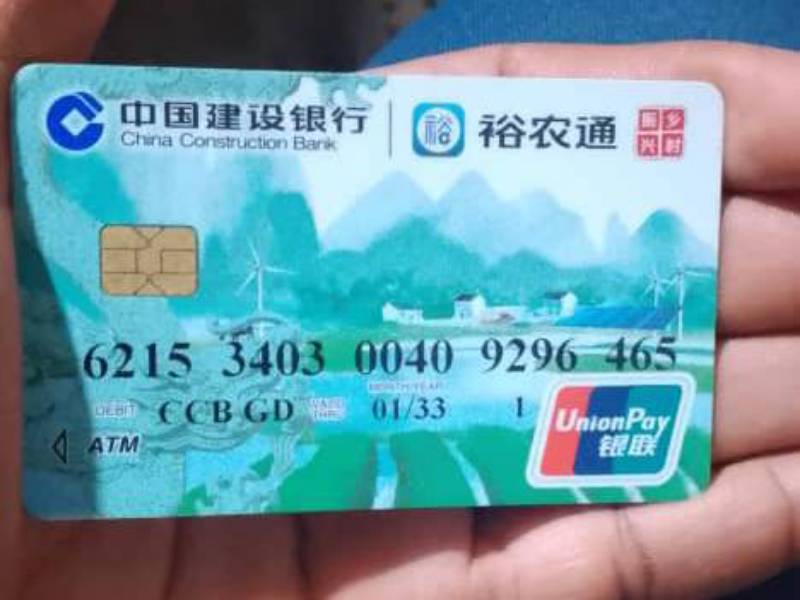 中国建设银行
China Construction Bank
裕 裕农通
振 乡
兴 村
6215 3403 0040 9296 465
MONTH/YEAR
DEBIT CCB GD VALID THRU 01/33 1
ATM
UnionPay
银联